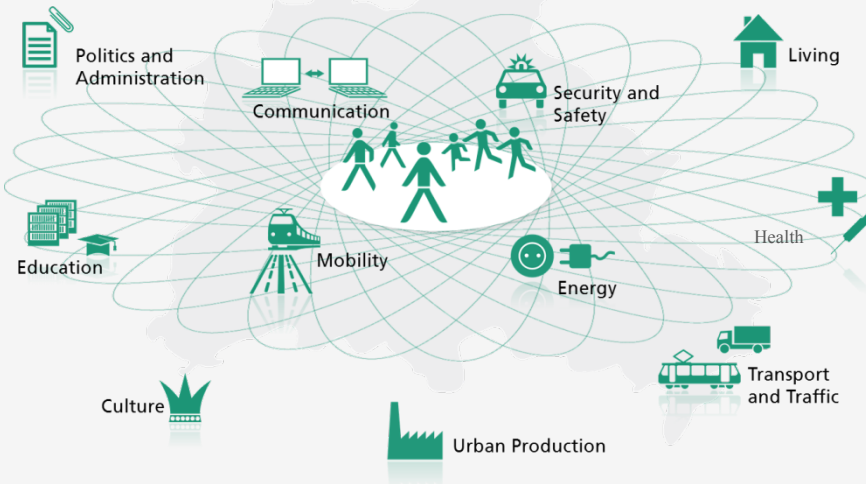 Politics and
Administration
Communication
Security and
Safety
Living
Education
Mobility
Energy
Health
Culture
Urban Production
Transport
and Traffic